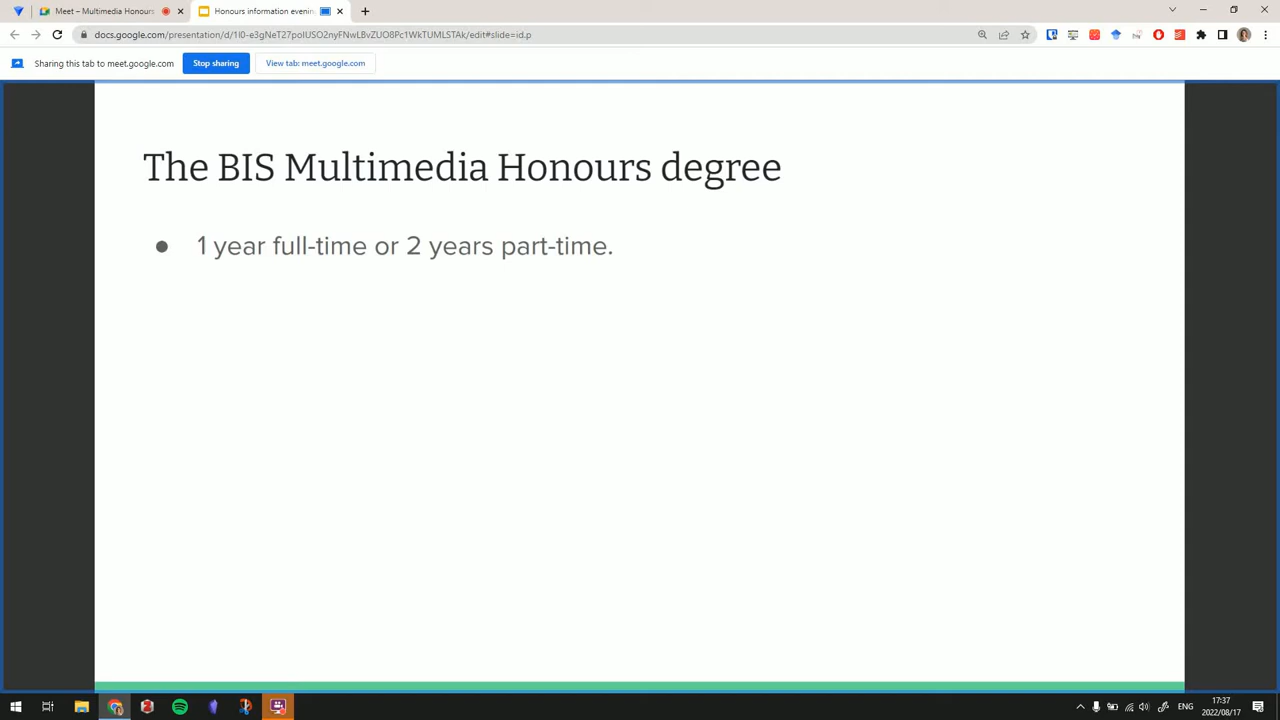 Meet – Multimedia Honours
Honours information evenin
docs.google.com/presentation/d/1I0-e3gNeT27poIIUSO2nyFNwLBvZUO8Pc1WkTUMLSTAk/edit#slide=id.p
Sharing this tab to meet.google.com
Stop sharing
View tab: meet.google.com
The BIS Multimedia Honours degree
● 1 year full-time or 2 years part-time.
ENG
17:37
2022/08/17